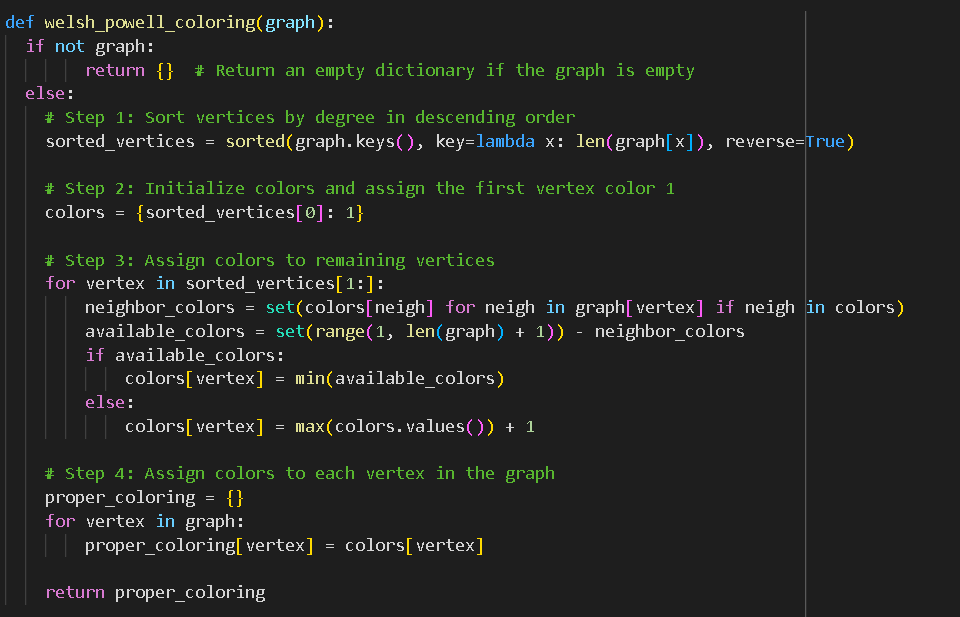 def welsh_powell_coloring(graph):
  if not graph:
        return {}  # Return an empty dictionary if the graph is empty
  else:
    # Step 1: Sort vertices by degree in descending order
    sorted_vertices = sorted(graph.keys(), key=lambda x: len(graph[x]), reverse=True)

    # Step 2: Initialize colors and assign the first vertex color 1
    colors = {sorted_vertices[0]: 1}

    # Step 3: Assign colors to remaining vertices
    for vertex in sorted_vertices[1:]:
        neighbor_colors = set(colors[neigh] for neigh in graph[vertex] if neigh in colors)
        available_colors = set(range(1, len(graph) + 1)) - neighbor_colors
        if available_colors:
            colors[vertex] = min(available_colors)
        else:
            colors[vertex] = max(colors.values()) + 1

    # Step 4: Assign colors to each vertex in the graph
    proper_coloring = {}
    for vertex in graph:
        proper_coloring[vertex] = colors[vertex]

    return proper_coloring